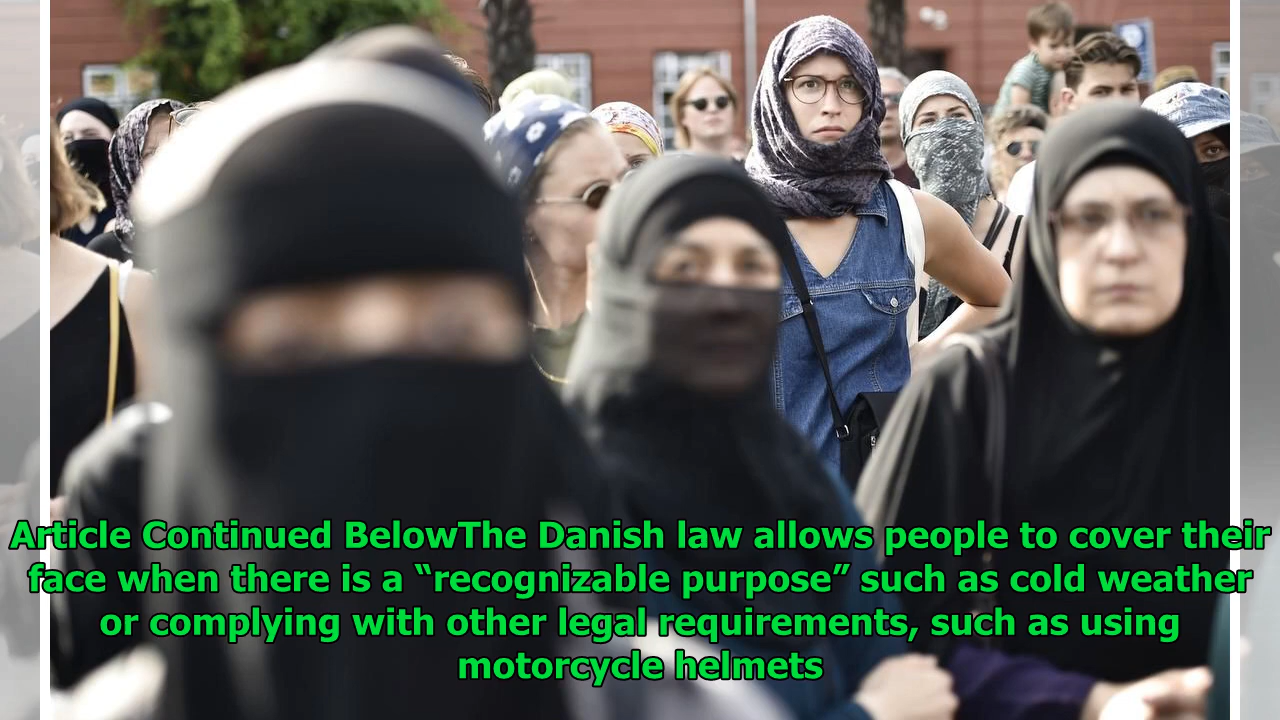 Article Continued BelowThe Danish law allows people to cover their
face when there is a “recognizable purpose” such as cold weather
or complying with other legal requirements, such as using
motorcycle helmets